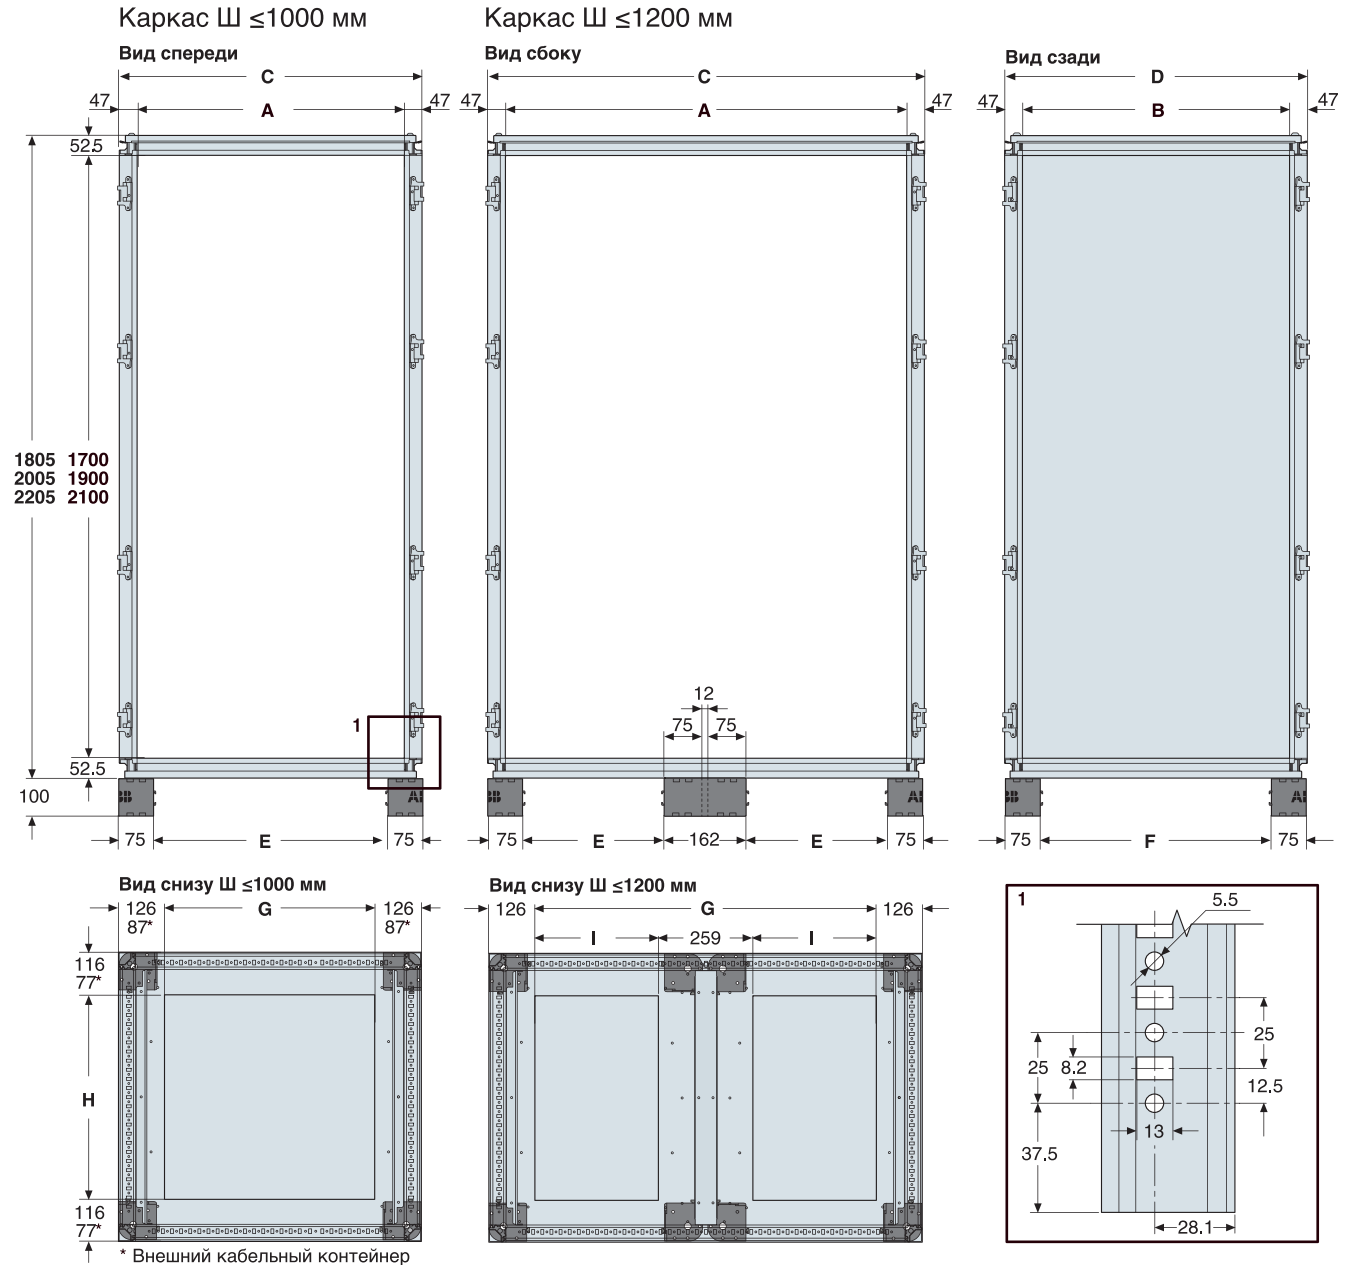 Каркас Ш ≤1000 мм
Каркас Ш ≤1200 мм
Вид спереди
Вид сбоку
Вид сзади
C
C
D
47
A
47
47
A
47
47
B
47
52.5
1805 1700
2005 1900
2205 2100
12
1
75
75
52.5
100
75
E
75
75
E
162
E
75
75
F
75
Вид снизу Ш ≤1000 мм
Вид снизу Ш ≤1200 мм
126
G
126
87*
87*
126
G
126
I
259
I
116
77*
H
116
77*
* Внешний кабельный контейнер
1
5.5
25
25
8.2
12.5
13
37.5
28.1